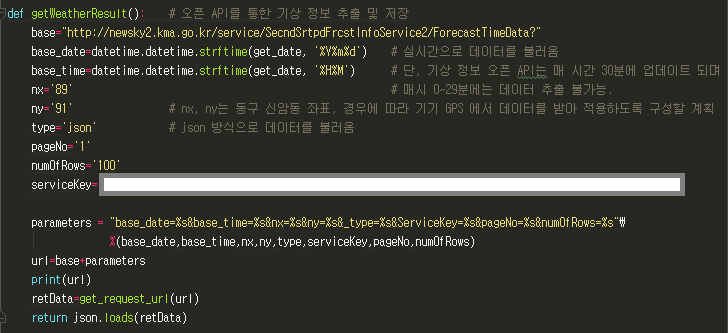 def getWeatherResult():    # 오픈 API를 통한 기상 정보 추출 및 저장
    base="http://newsky2.kma.go.kr/service/SecndSrtpdFrcstInfoService2/ForecastTimeData?"
    base_date=datetime.datetime.strftime(get_date, '%Y%m%d')    # 실시간으로 데이터를 불러옴
    base_time=datetime.datetime.strftime(get_date, '%H%M')    # 단, 기상 정보 오픈 API는 매 시간 30분에 업데이트 되며
    nx='89'    # 매시 0~29분에는 데이터 추출 불가능.
    ny='91'    # nx, ny는 동구 신암동 좌표, 경우에 따라 기기 GPS 에서 데이터를 받아 적용하도록 구성할 계획
    type='json'    # json 방식으로 데이터를 불러옴
    pageNo='1'
    numOfRows='100'
    serviceKey=
    parameters = "base_date=%s&base_time=%s&nx=%s&ny=%s&_type=%s&ServiceKey=%s&pageNo=%s&numOfRows=%s"₩
                %(base_date,base_time,nx,ny,type,serviceKey,pageNo,numOfRows)
    url=base+parameters
    print(url)
    retData=get_request_url(url)
    return json.loads(retData)